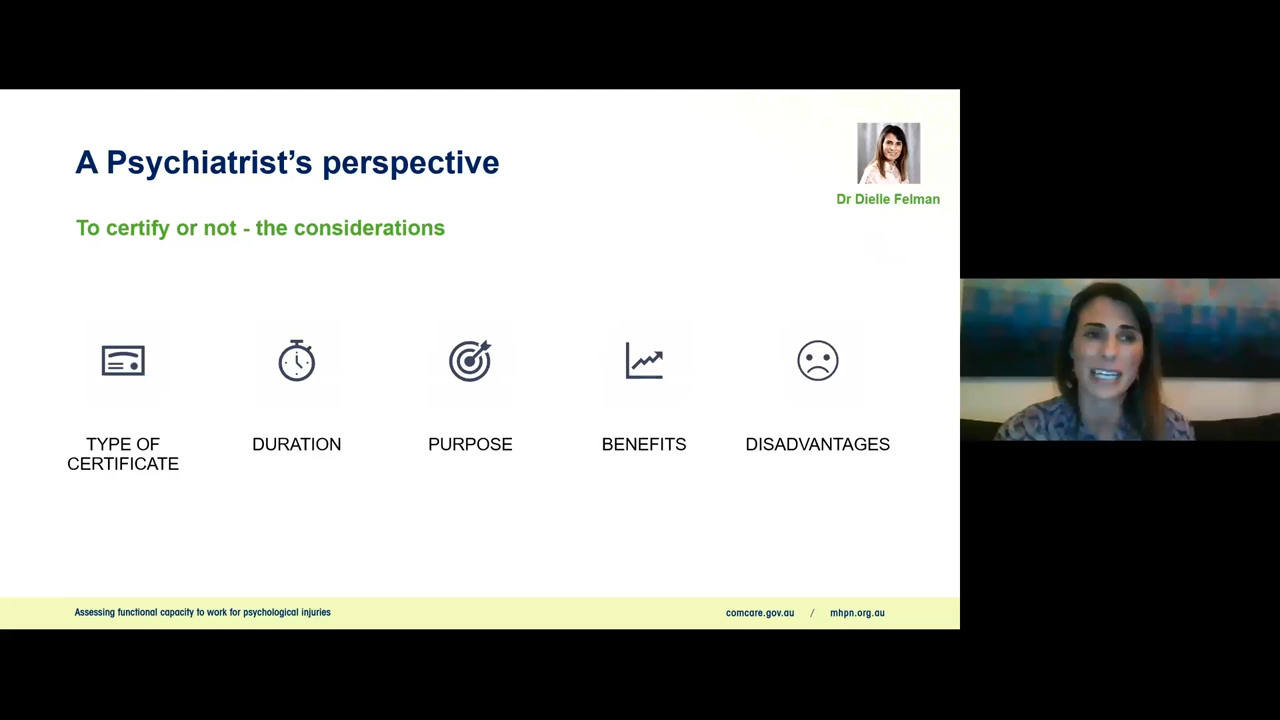 A Psychiatrist’s perspective
Dr Dielle Felman
To certify or not - the considerations
TYPE OF
CERTIFICATE
DURATION
PURPOSE
BENEFITS
DISADVANTAGES
Assessing functional capacity to work for psychological injuries
comcare.gov.au / mhpn.org.au